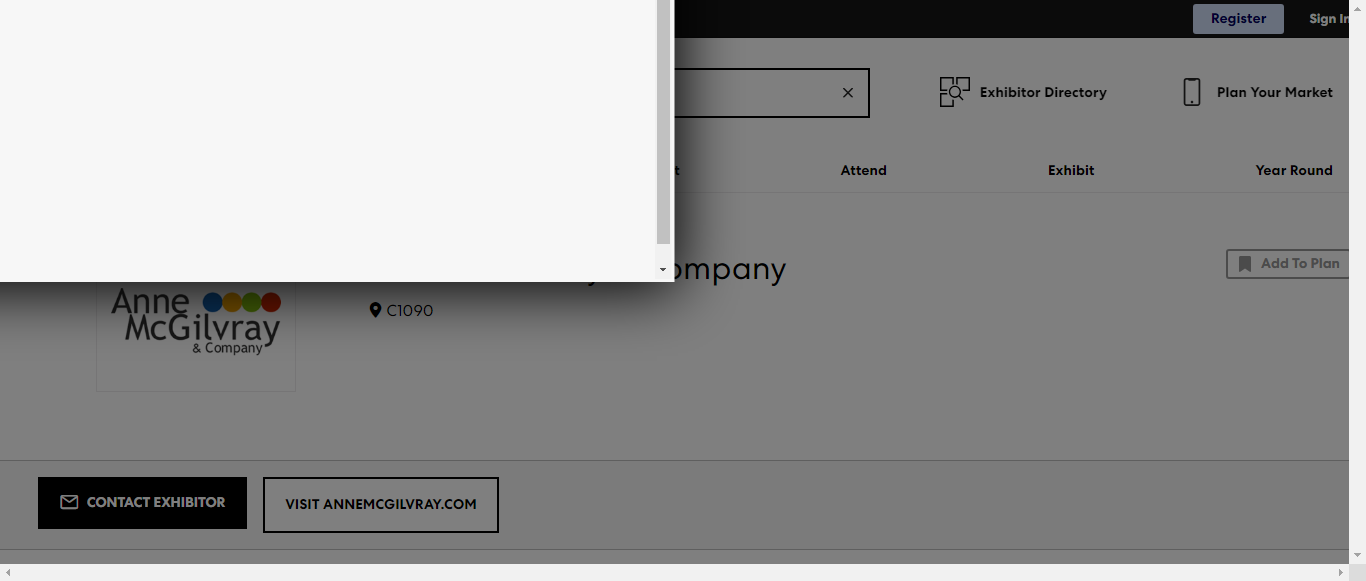 Register
Sign In
Exhibitor Directory
Plan Your Market
Attend
Exhibit
Year Round
ompany
Add To Plan
Anne
McGilvray
& Company
C1090
CONTACT EXHIBITOR
VISIT ANNEMCGILVRAY.COM